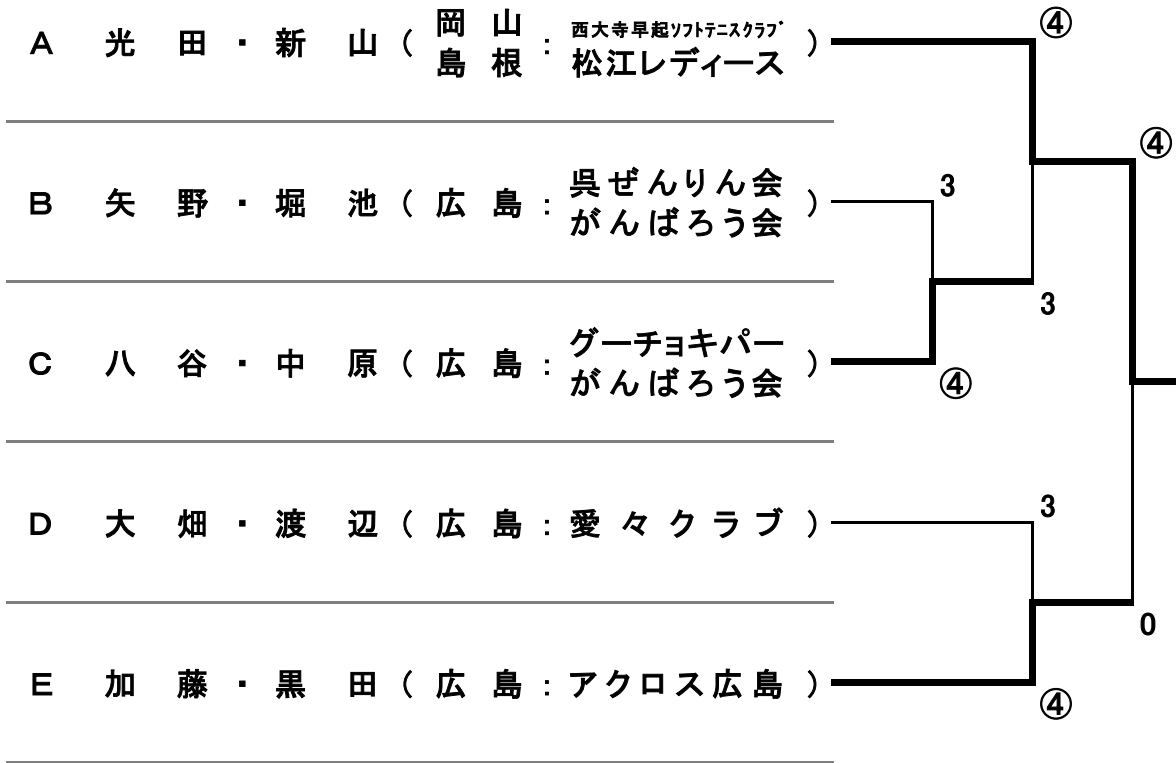 ④
A 光田・新山(岡山 島根:西大寺早起ソフトテニスクラブ 松江レディース)
④
B 矢野・堀池(広島:呉ぜんりん会 がんばろう会)
3
3
C 八谷・中原(広島:グーチョキパー がんばろう会)
④
D 大畑・渡辺(広島:愛々クラブ)
3
0
E 加藤・黒田(広島:アクロス広島)
④